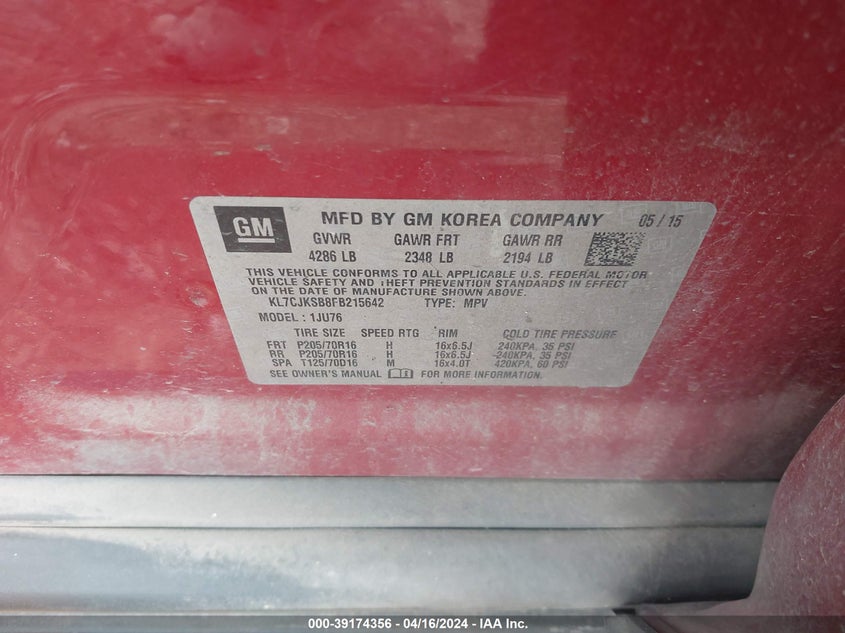 GM MFD BY GM KOREA COMPANY 05 / 15
GVWR GAWR FRT GAWR RR
4286 LB 2348 LB 2194 LB
THIS VEHICLE CONFORMS TO ALL APPLICABLE U.S. FEDERAL MOTOR
VEHICLE SAFETY AND THEFT PREVENTION STANDARDS IN EFFECT
ON THE DATE OF MANUFACTURE SHOWN ABOVE.
KL7CJKSB8FB215642 TYPE: MPV
MODEL : 1JU76
TIRE SIZE SPEED RTG RIM COLD TIRE PRESSURE
FRT P205/70R16 H 16x6.5J 240KPA, 35 PSI
RR P205/70R16 H 16x6.5J 240KPA, 35 PSI
SPA T125/70D16 M 16x4.0T 420KPA, 60 PSI
SEE OWNER'S MANUAL FOR MORE INFORMATION.
000-39174356 - 04/16/2024 - IAA Inc.